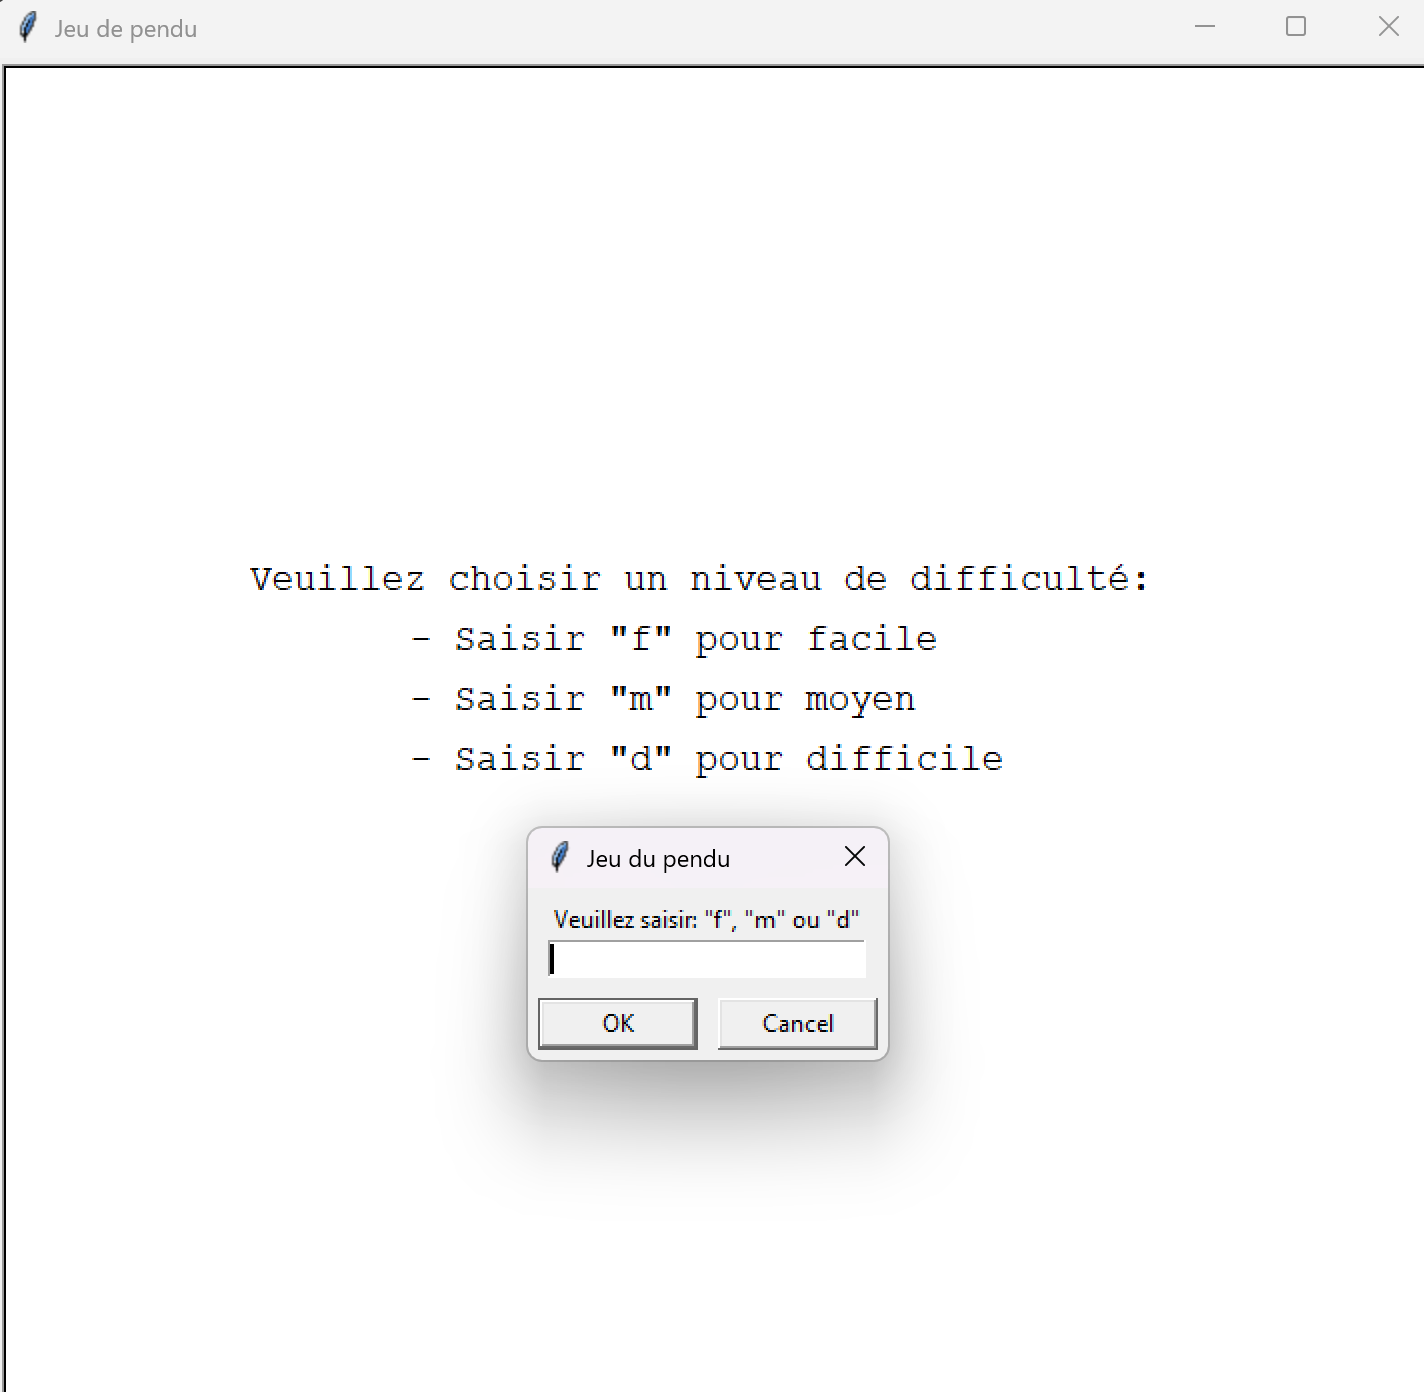 Jeu de pendu
Veuillez choisir un niveau de difficulté:
- Saisir "f" pour facile
- Saisir "m" pour moyen
- Saisir "d" pour difficile
Jeu du pendu
Veuillez saisir: "f", "m" ou "d"
OK Cancel